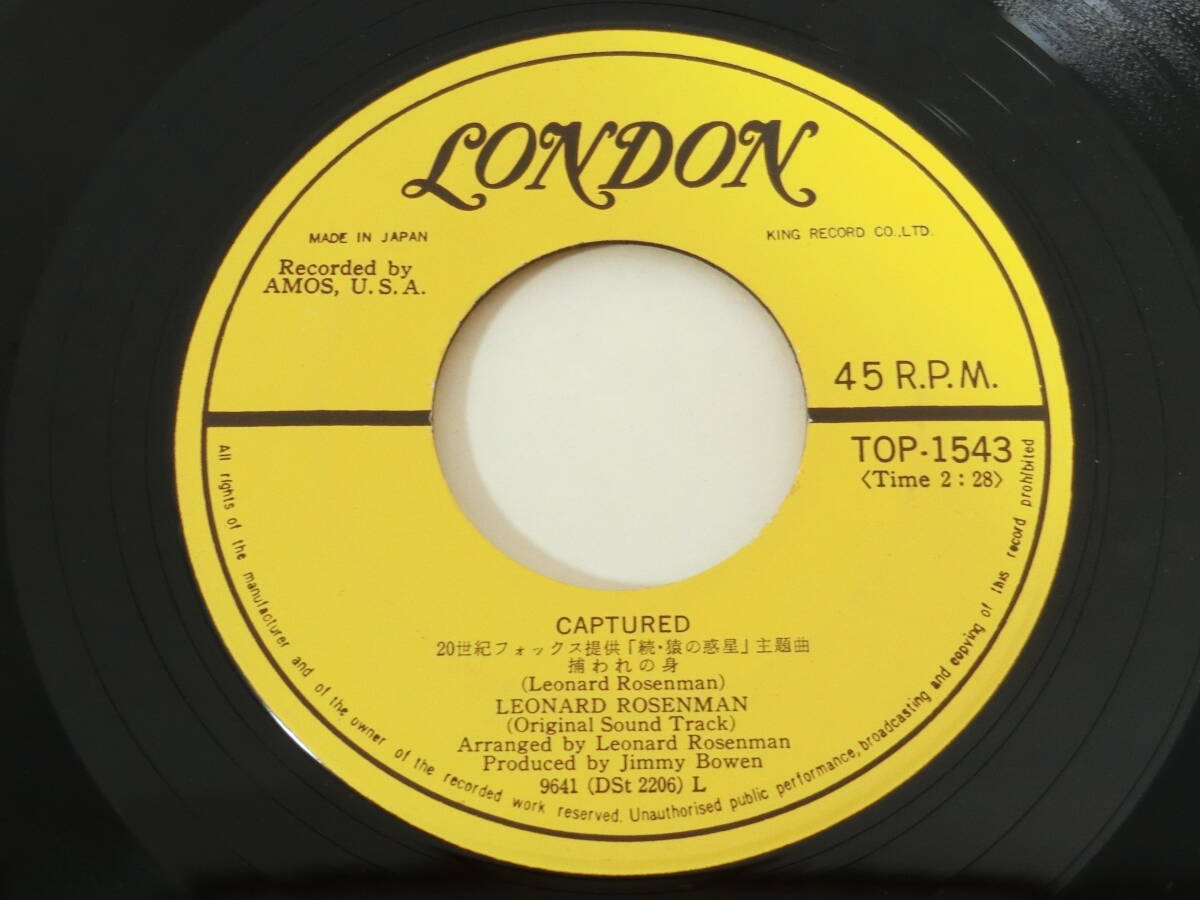 LONDON
MADE IN JAPAN
KING RECORD CO.,LTD.
Recorded by
AMOS, U.S.A.
45 R.P.M.
TOP-1543
〈Time 2:28〉
CAPTURED
20世紀フォックス提供「続・猿の惑星」主題曲
捕われの身
(Leonard Rosenman)
LEONARD ROSENMAN
(Original Sound Track)
Arranged by Leonard Rosenman
Produced by Jimmy Bowen
9641 (DSt 2206) L
All rights of the manufacturer and of the owner of the recorded work reserved. Unauthorised public performance, broadcasting and copying of this record prohibited